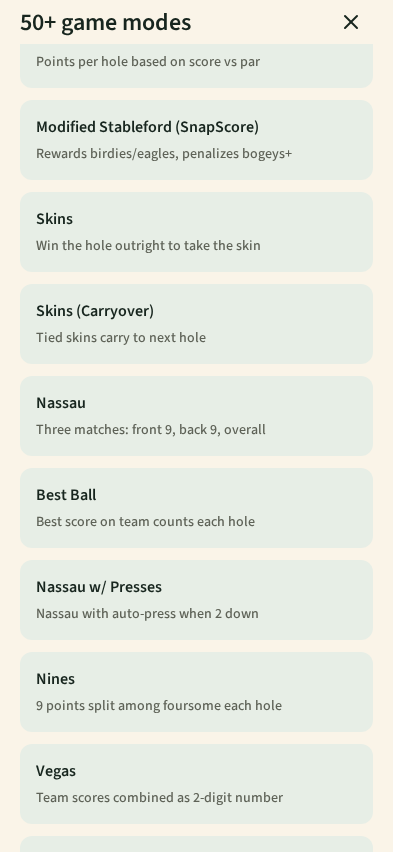 50+ game modes
Points per hole based on score vs par
Modified Stableford (SnapScore)
Rewards birdies/eagles, penalizes bogeys+
Skins
Win the hole outright to take the skin
Skins (Carryover)
Tied skins carry to next hole
Nassau
Three matches: front 9, back 9, overall
Best Ball
Best score on team counts each hole
Nassau w/ Presses
Nassau with auto-press when 2 down
Nines
9 points split among foursome each hole
Vegas
Team scores combined as 2-digit number